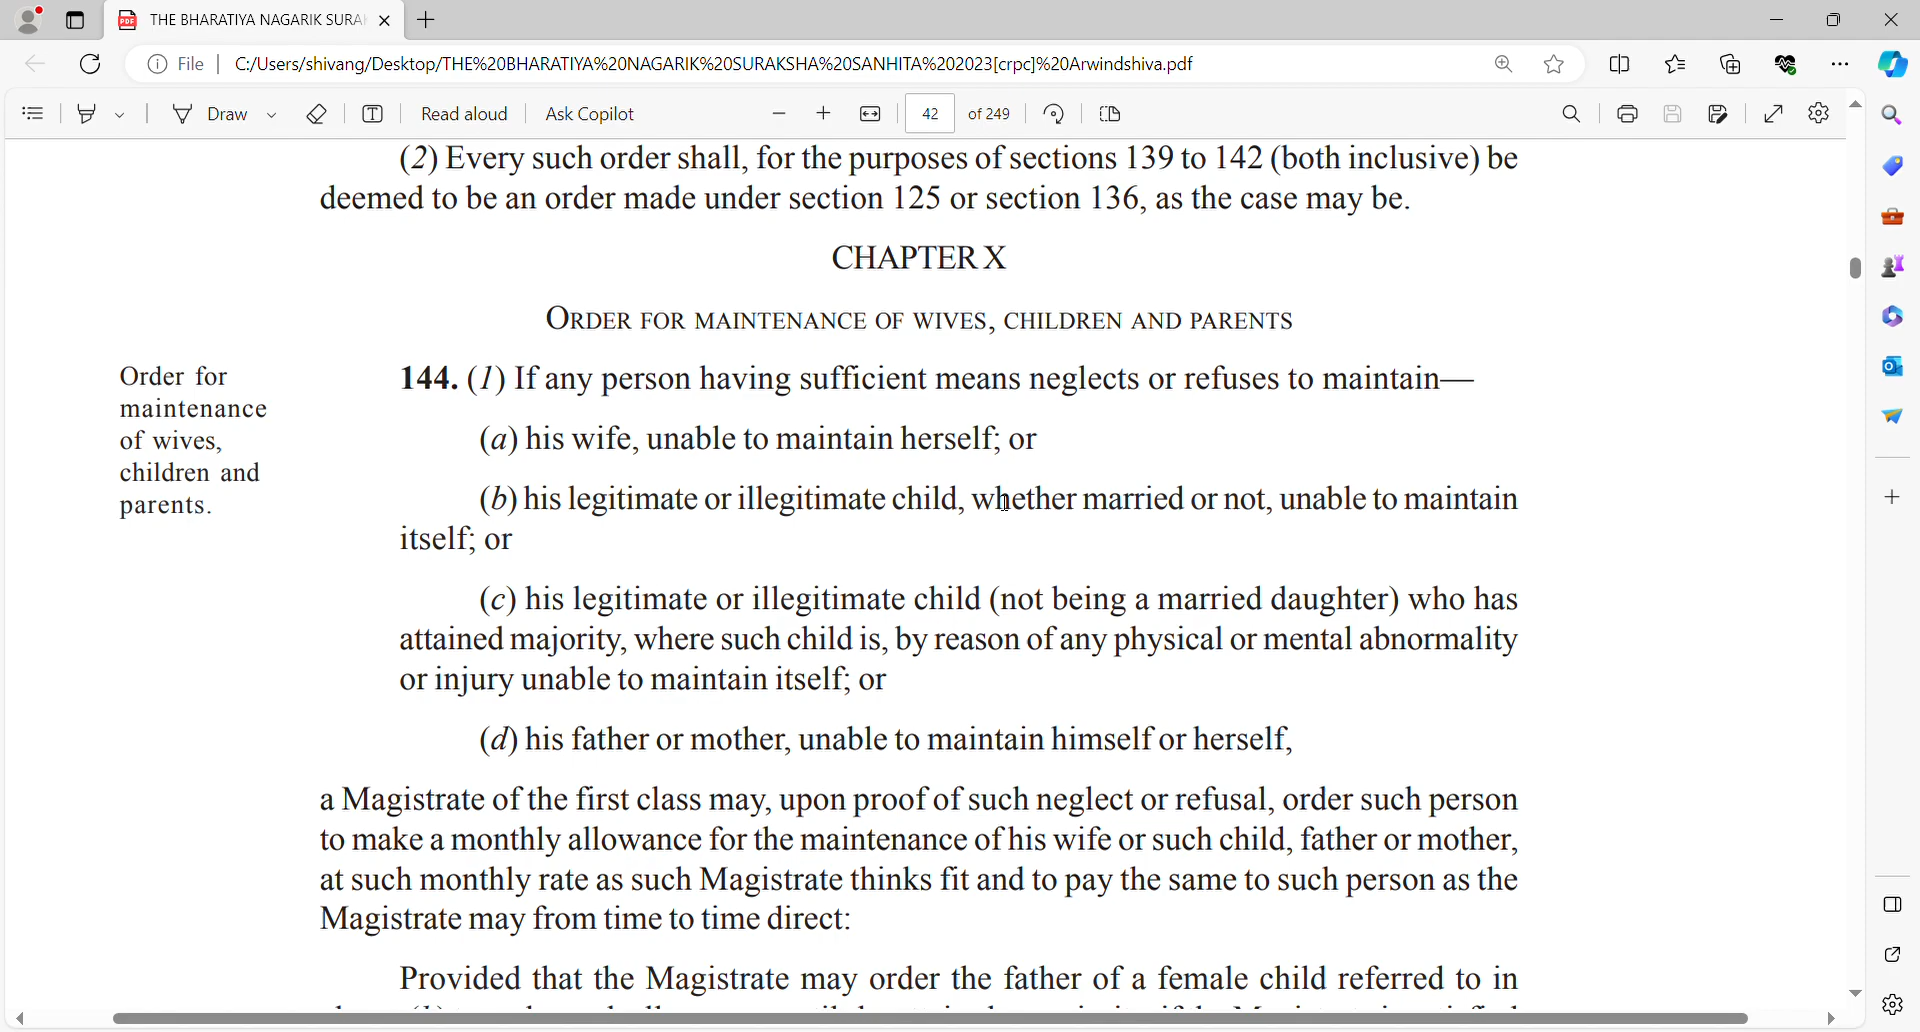 THE BHARATIYA NAGARIK SURA
File
C:/Users/shivang/Desktop/THE%20BHARATIYA%20NAGARIK%20SURAKSHA%20SANHITA%202023[crpc]%20Arwindshiva.pdf
Draw
Read aloud
Ask Copilot
42 of 249
(2) Every such order shall, for the purposes of sections 139 to 142 (both inclusive) be
deemed to be an order made under section 125 or section 136, as the case may be.
CHAPTER X
ORDER FOR MAINTENANCE OF WIVES, CHILDREN AND PARENTS
Order for
maintenance
of wives,
children and
parents.
144. (1) If any person having sufficient means neglects or refuses to maintain—
(a) his wife, unable to maintain herself; or
(b) his legitimate or illegitimate child, whether married or not, unable to maintain
itself; or
(c) his legitimate or illegitimate child (not being a married daughter) who has
attained majority, where such child is, by reason of any physical or mental abnormality
or injury unable to maintain itself; or
(d) his father or mother, unable to maintain himself or herself,
a Magistrate of the first class may, upon proof of such neglect or refusal, order such person
to make a monthly allowance for the maintenance of his wife or such child, father or mother,
at such monthly rate as such Magistrate thinks fit and to pay the same to such person as the
Magistrate may from time to time direct:
Provided that the Magistrate may order the father of a female child referred to in